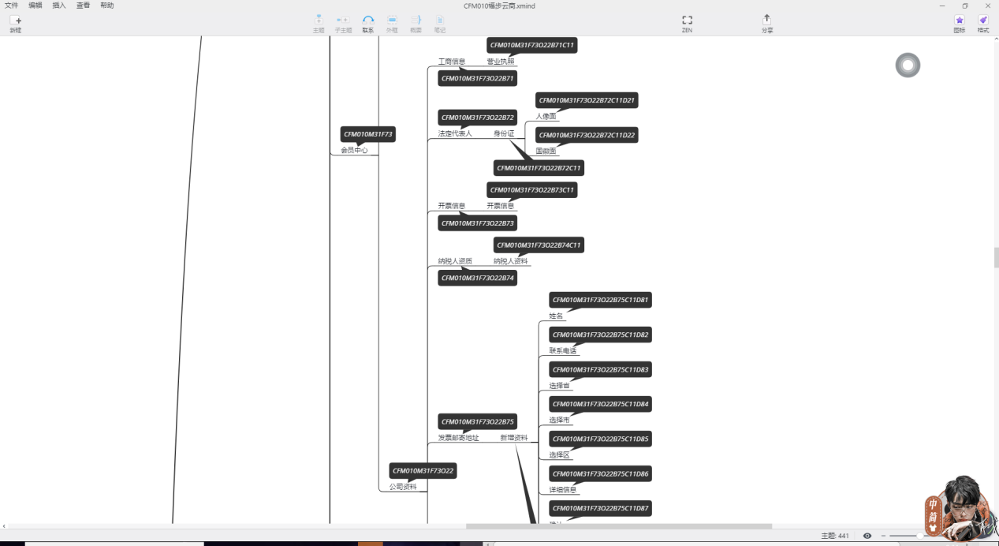 文件 编辑 插入 查看 帮助
CFM010福步云商.xmind
新建
主题 子主题 联系 外框 概要 笔记
ZEN
分享
图标 格式
CFM010M31F73O22B71C11
工商信息 营业执照
CFM010M31F73O22B71
CFM010M31F73O22B72C11D21
人像面
CFM010M31F73O22B72
法定代表人 身份证
CFM010M31F73O22B72C11D22
国徽面
CFM010M31F73
会员中心
CFM010M31F73O22B72C11
CFM010M31F73O22B73C11
开票信息 开票信息
CFM010M31F73O22B73
CFM010M31F73O22B74C11
纳税人资质 纳税人资料
CFM010M31F73O22B74
CFM010M31F73O22B75C11D81
姓名
CFM010M31F73O22B75C11D82
联系电话
CFM010M31F73O22B75C11D83
选择省
CFM010M31F73O22B75C11D84
选择市
CFM010M31F73O22B75
发票邮寄地址 新增资料
CFM010M31F73O22B75C11D85
选择区
CFM010M31F73O22B75C11D86
详细信息
CFM010M31F73O22
公司资料
CFM010M31F73O22B75C11D87
中
简
主题: 441